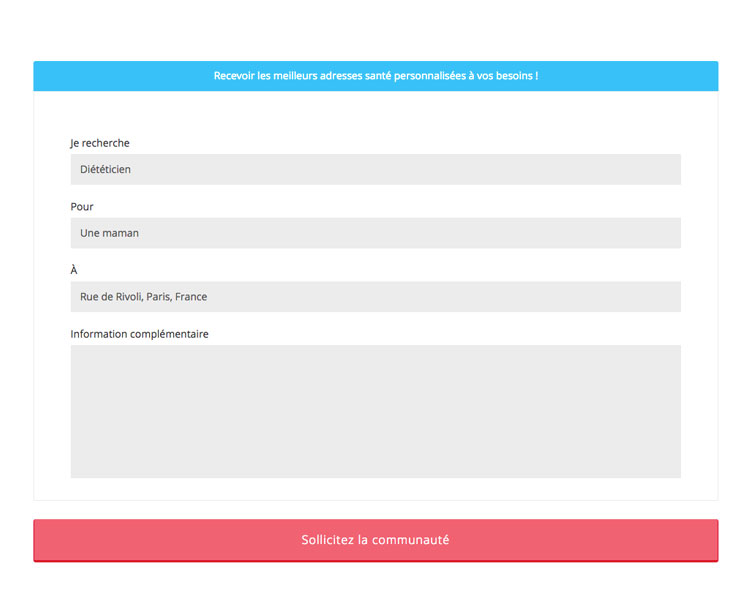 Recevoir les meilleurs adresses santé personnalisées à vos besoins !
Je recherche
Diététicien
Pour
Une maman
À
Rue de Rivoli, Paris, France
Information complémentaire
Sollicitez la communauté